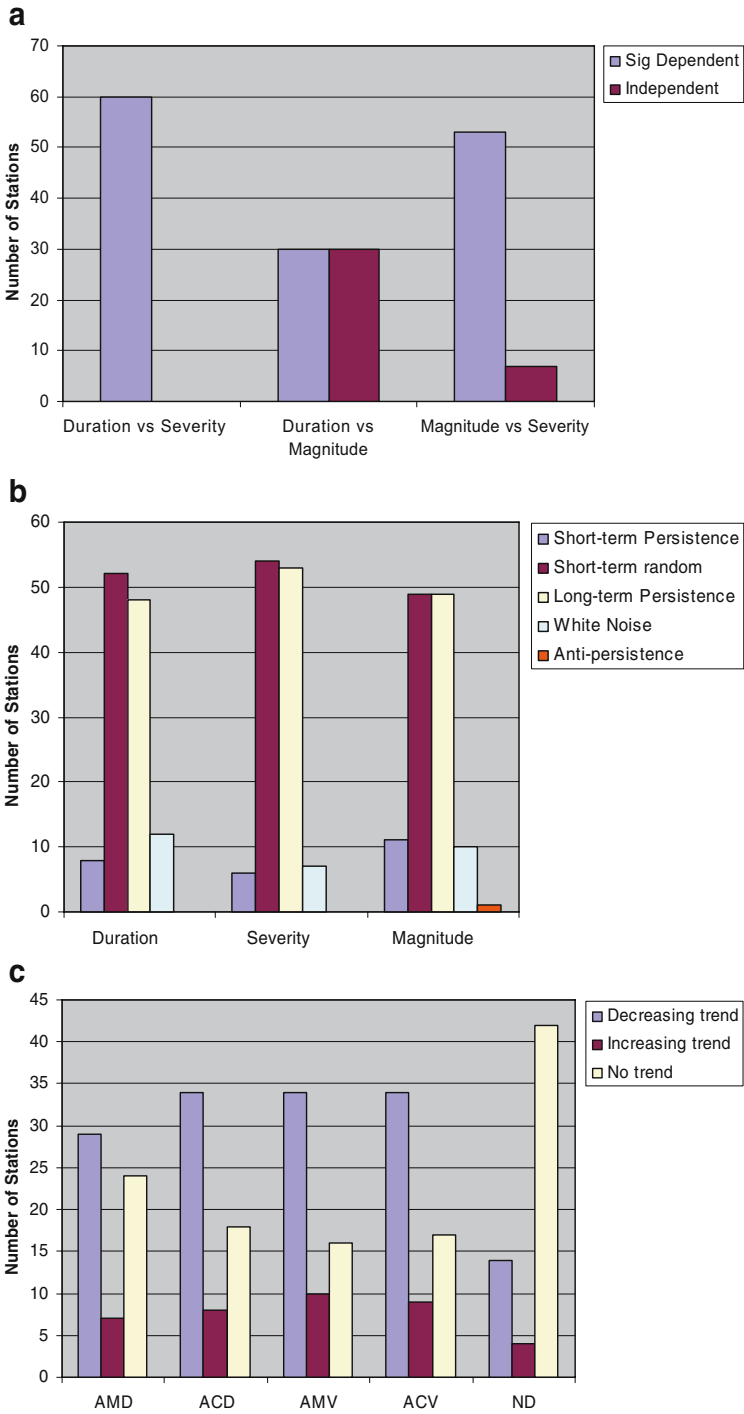 a
70
60
50
40
30
20
10
0
Number of Stations
Duration vs Severity
Duration vs
Magnitude
Magnitude vs Severity
Sig Dependent
Independent
b
60
50
40
30
20
10
0
Number of Stations
Duration
Severity
Magnitude
Short-term Persistence
Short-term random
Long-term Persistence
White Noise
Anti-persistence
c
45
40
35
30
25
20
15
10
5
0
Number of Stations
AMD
ACD
AMV
ACV
ND
Decreasing trend
Increasing trend
No trend